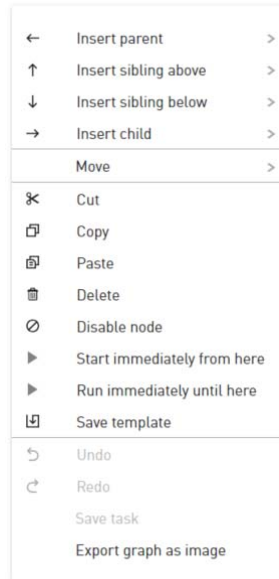 Insert parent
Insert sibling above
Insert sibling below
Insert child
Move
Cut
Copy
Paste
Delete
Disable node
Start immediately from here
Run immediately until here
Save template
Undo
Redo
Save task
Export graph as image